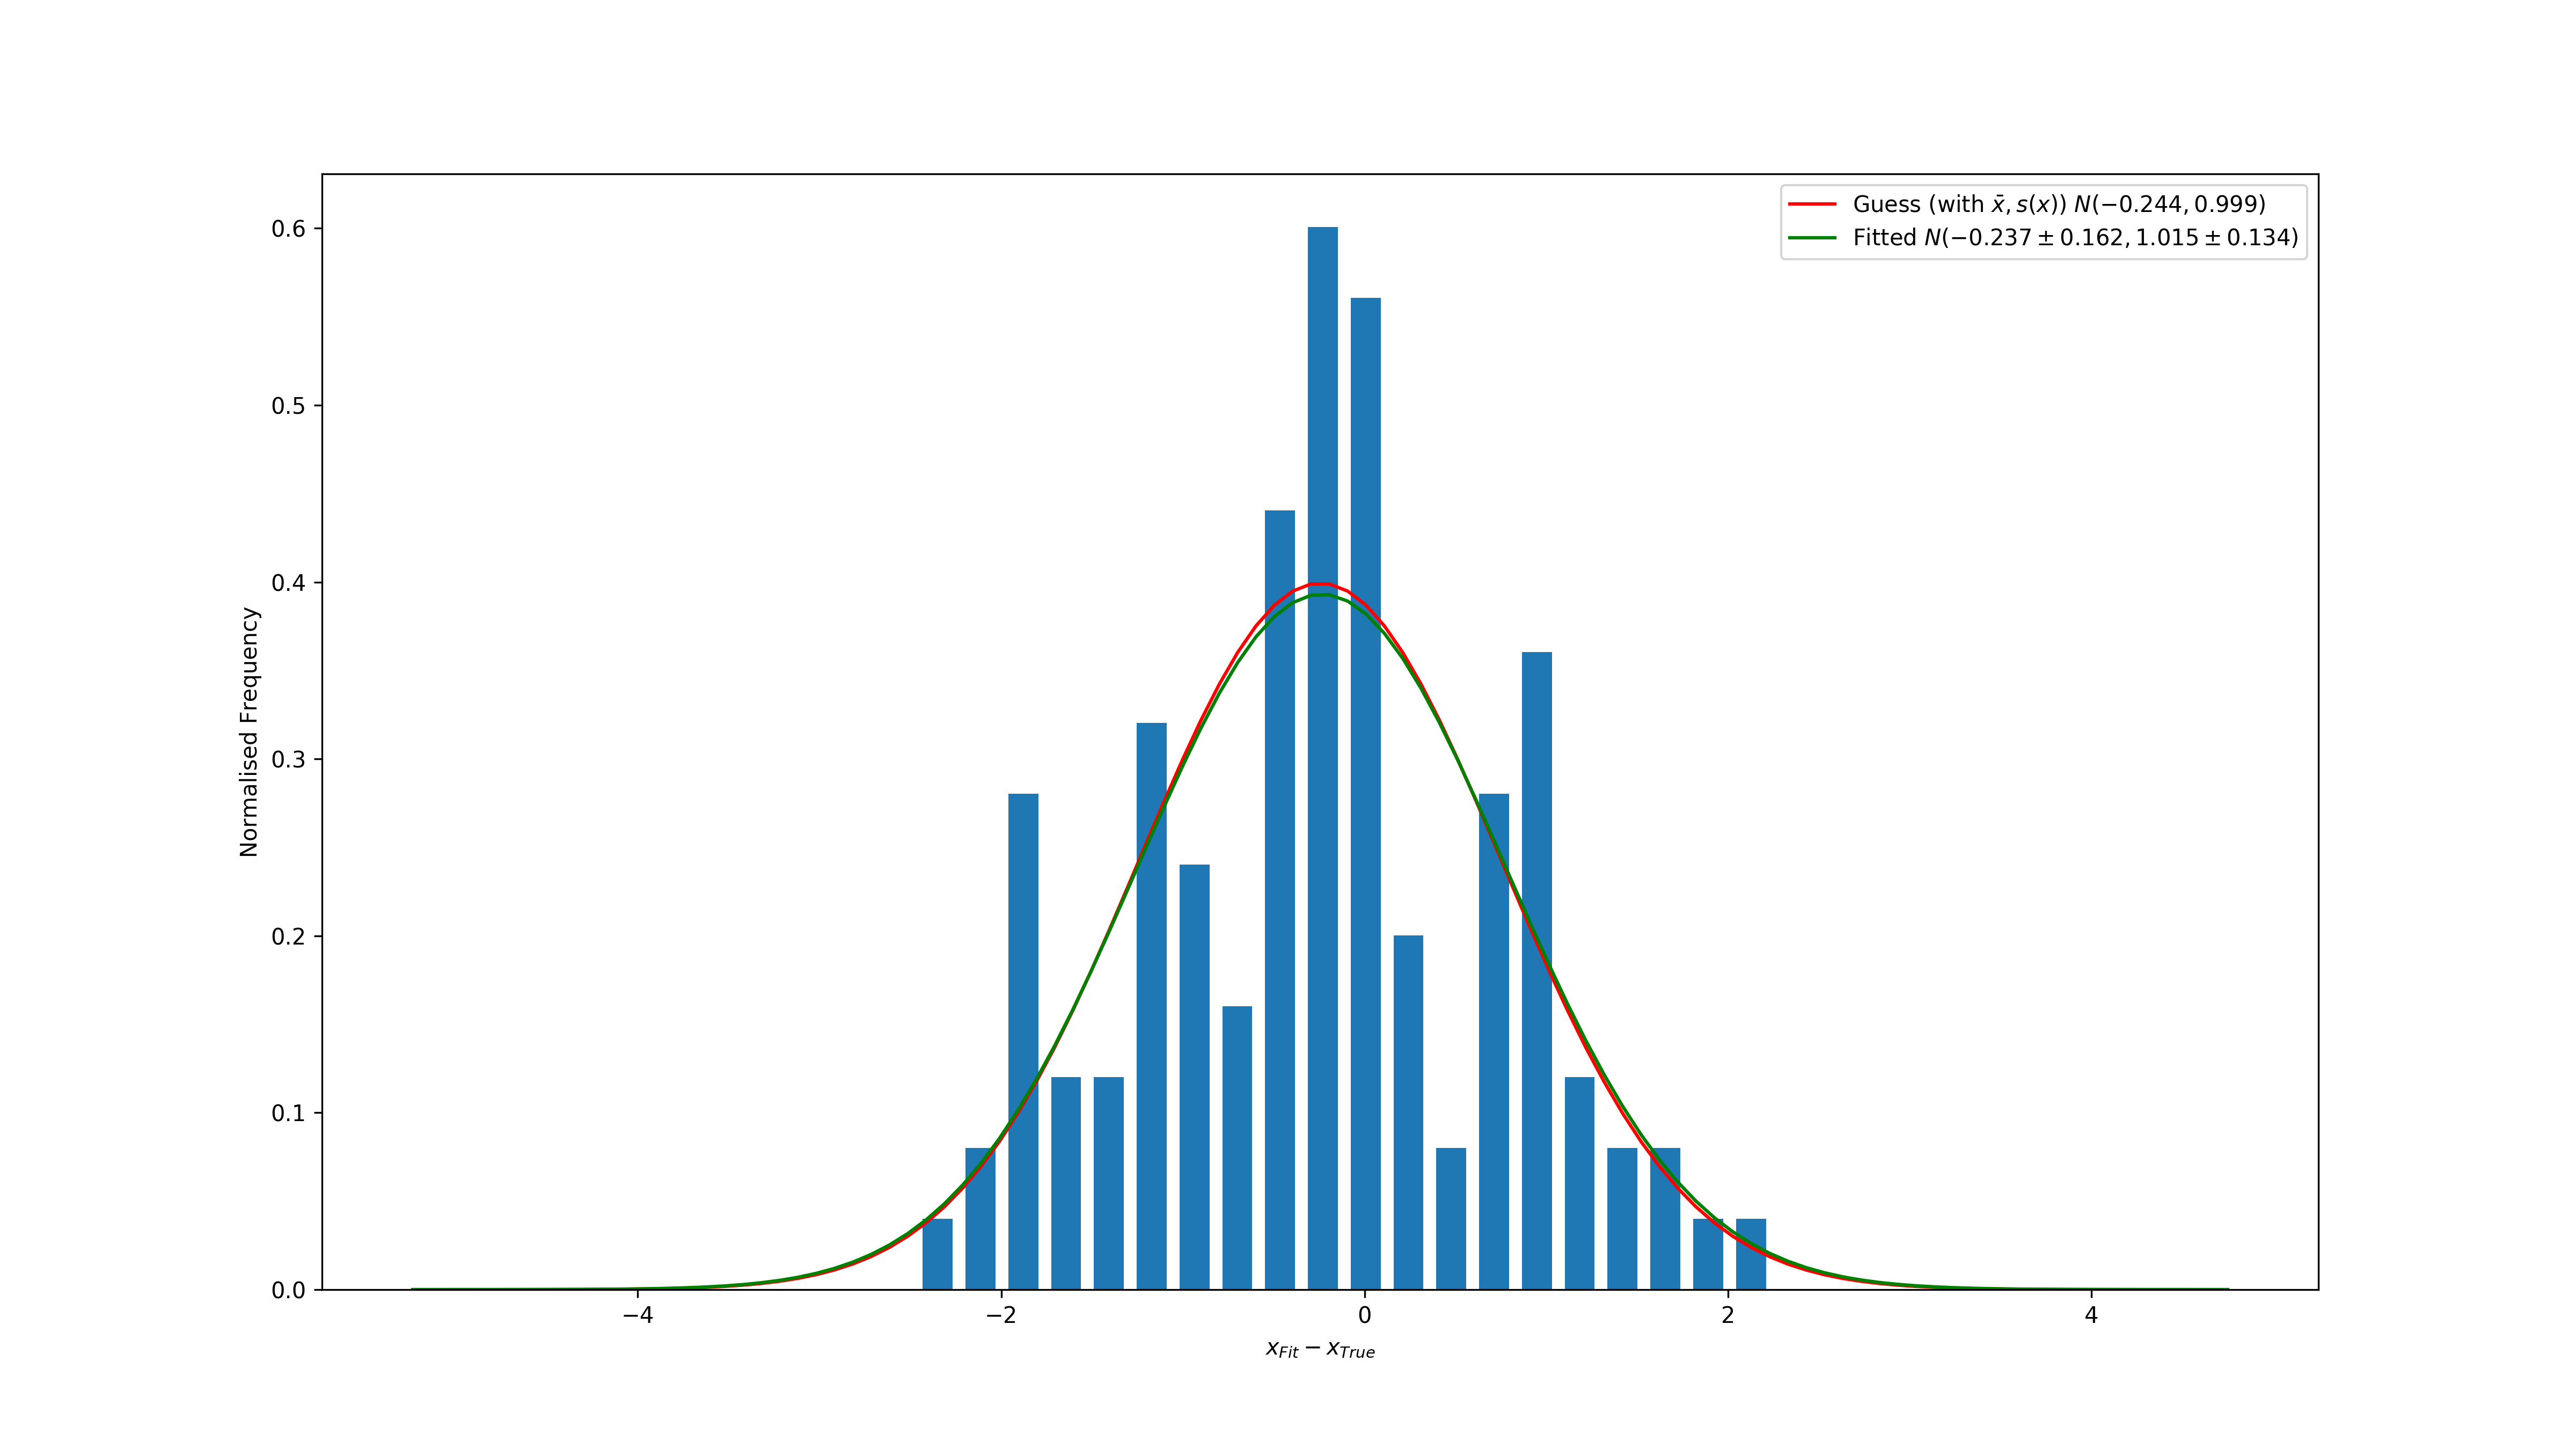 Guess (with x̄, s(x)) N(−0.244, 0.999)
Fitted N(−0.237 ± 0.162, 1.015 ± 0.134)
0.6
0.5
0.4
0.3
0.2
0.1
0.0
Normalised Frequency
−4 −2 0 2 4
x_Fit − x_True